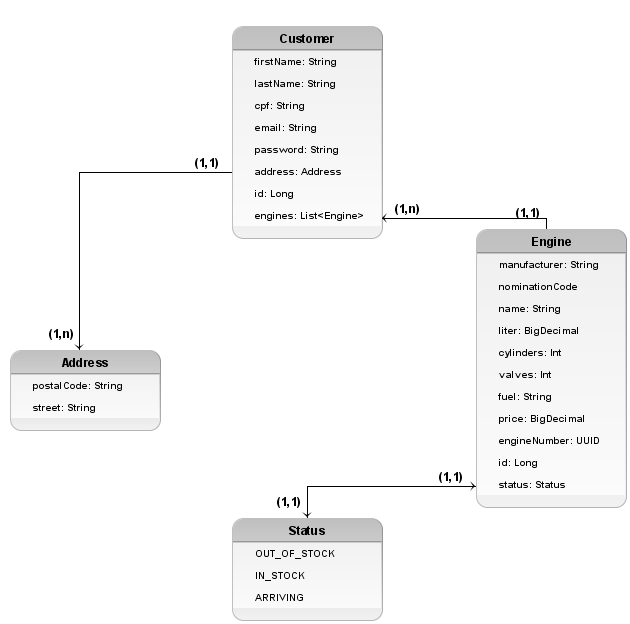 Customer
firstName: String
lastName: String
cpf: String
email: String
password: String
address: Address
id: Long
engines: List<Engine>
(1,1)
(1,n)
(1,1)
Engine
manufacturer: String
nominationCode
name: String
liter: BigDecimal
cylinders: Int
valves: Int
fuel: String
price: BigDecimal
engineNumber: UUID
id: Long
status: Status
(1,n)
Address
postalCode: String
street: String
(1,1)
(1,1)
Status
OUT_OF_STOCK
IN_STOCK
ARRIVING